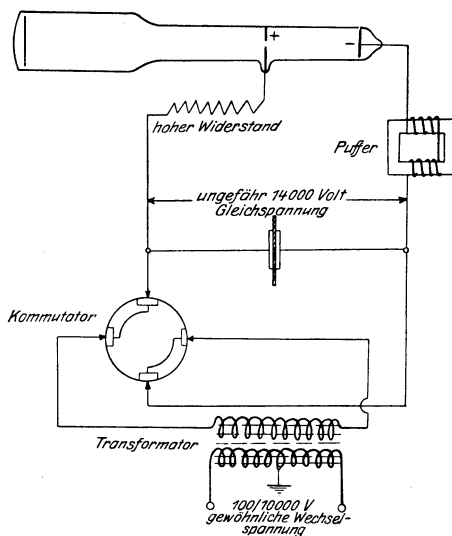 + −
hoher Widerstand
Puffer
ungefähr 14000 Volt
Gleichspannung
Kommutator
Transformator
100/10000 V
gewöhnliche Wechsel-
spannung